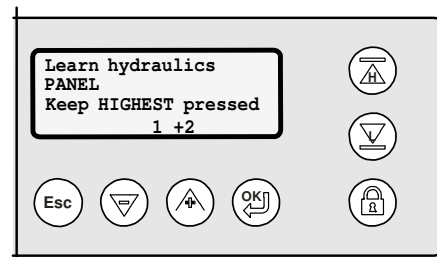 Learn hydraulics
PANEL
Keep HIGHEST pressed
1 +2
H
L
Esc
OK